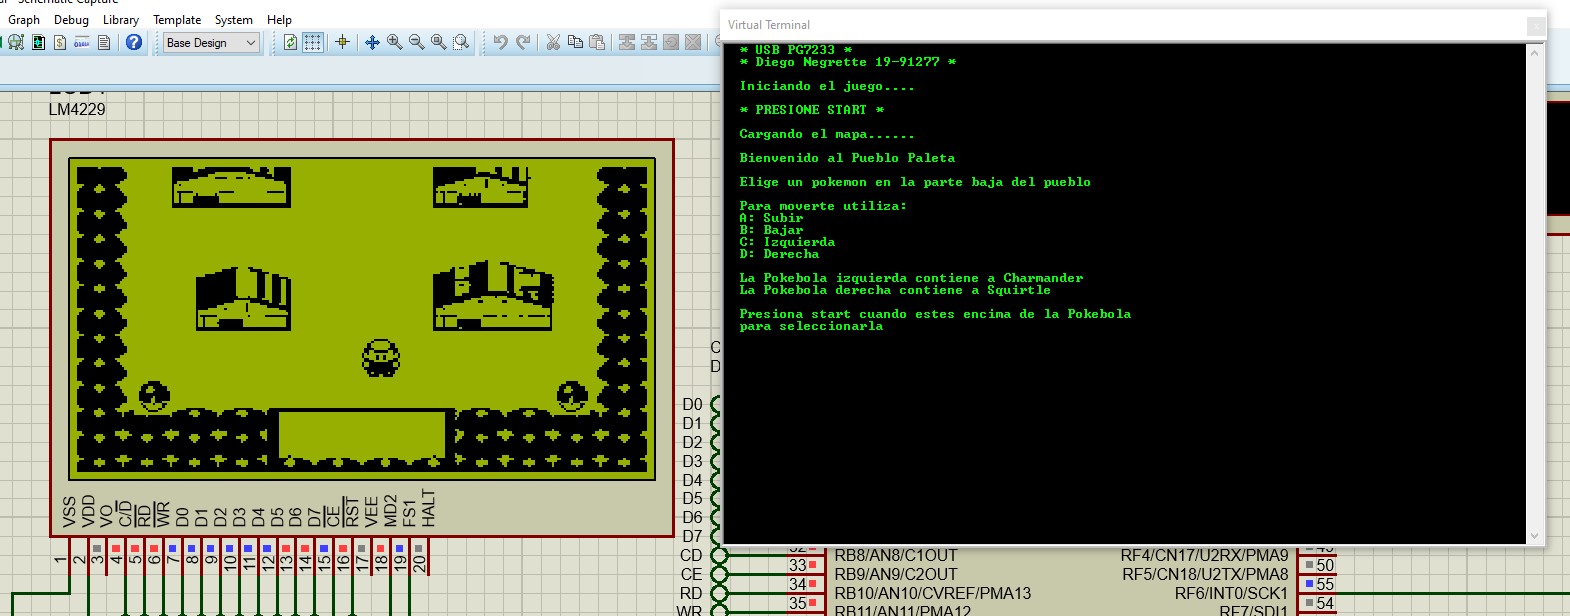 Graph Debug Library Template System Help
Base Design
LM4229
VSS
VDD
VO
C/D
RD
WR
D0
D1
D2
D3
D4
D5
D6
D7
CE
RST
VEE
MD2
FS1
HALT
1
2
3
4
5
6
7
8
9
10
11
12
13
14
15
16
17
18
19
20
D0
D1
D2
D3
D4
D5
D6
D7
CD
CE
RD
WR
Virtual Terminal
* USB PG7233 *
* Diego Negrette 19-91277 *
Iniciando el juego....
* PRESIONE START *
Cargando el mapa......
Bienvenido al Pueblo Paleta
Elige un pokemon en la parte baja del pueblo
Para moverte utiliza:
A: Subir
B: Bajar
C: Izquierda
D: Derecha
La Pokebola izquierda contiene a Charmander
La Pokebola derecha contiene a Squirtle
Presiona start cuando estes encima de la Pokebola
para seleccionarla
RB8/AN8/C1OUT
33 RB9/AN9/C2OUT
34 RB10/AN10/CVREF/PMA13
35 RB11/AN11/PMA12
RF4/CN17/U2RX/PMA9
RF5/CN18/U2TX/PMA8 50
RF6/INT0/SCK1 55
RF7/SDI1 54